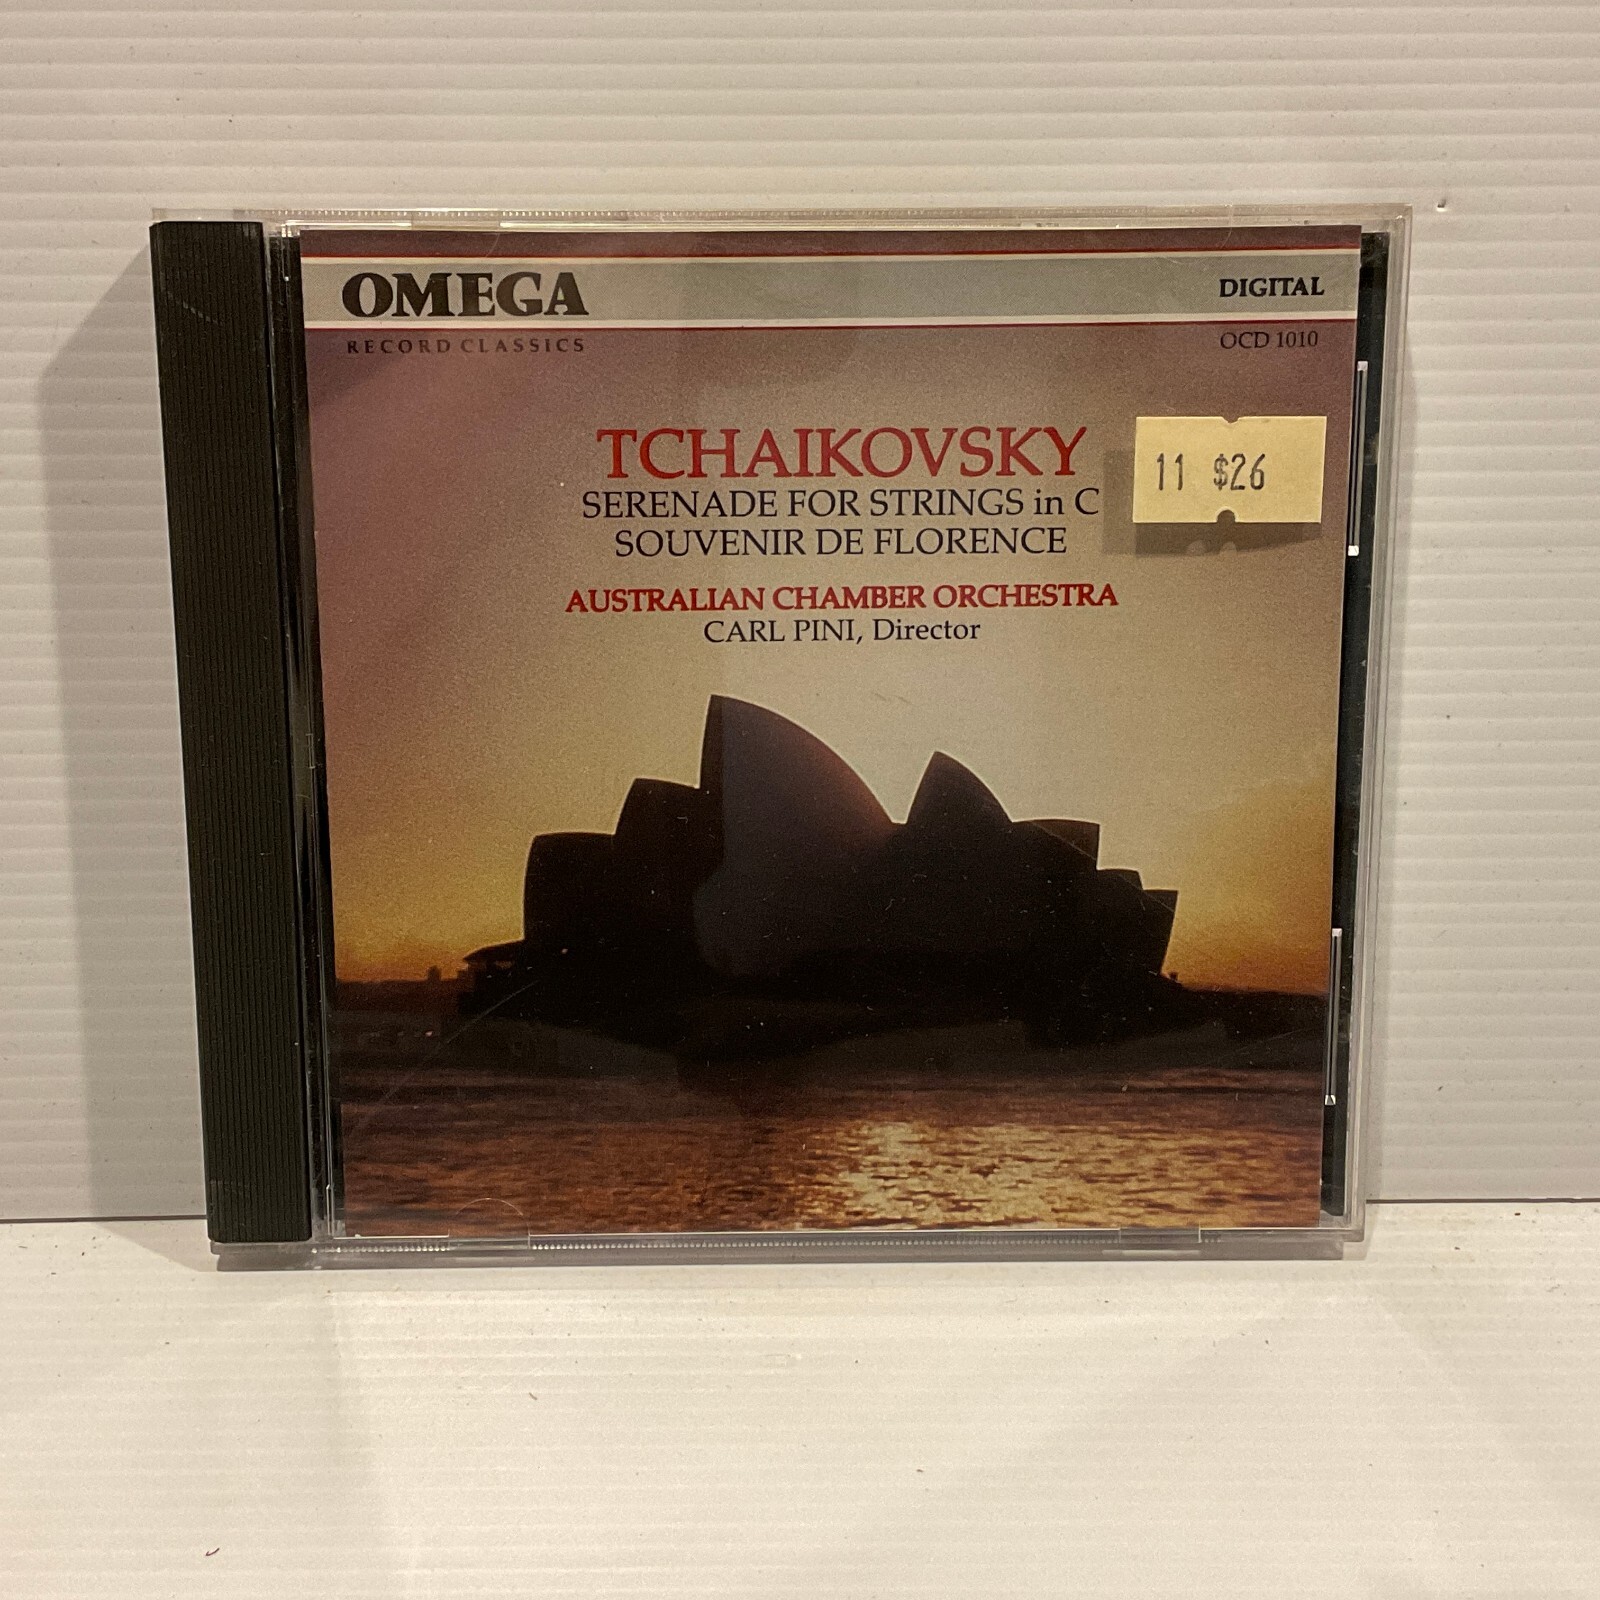 OMEGA
DIGITAL
RECORD CLASSICS
OCD 1010
TCHAIKOVSKY
11 $26
SERENADE FOR STRINGS in C
SOUVENIR DE FLORENCE
AUSTRALIAN CHAMBER ORCHESTRA
CARL PINI, Director